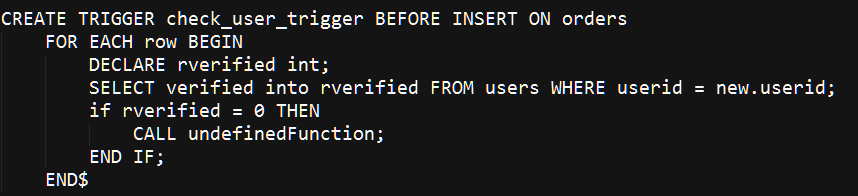 CREATE TRIGGER check_user_trigger BEFORE INSERT ON orders
FOR EACH row BEGIN
DECLARE rverified int;
SELECT verified into rverified FROM users WHERE userid = new.userid;
if rverified = 0 THEN
CALL undefinedFunction;
END IF;
END$